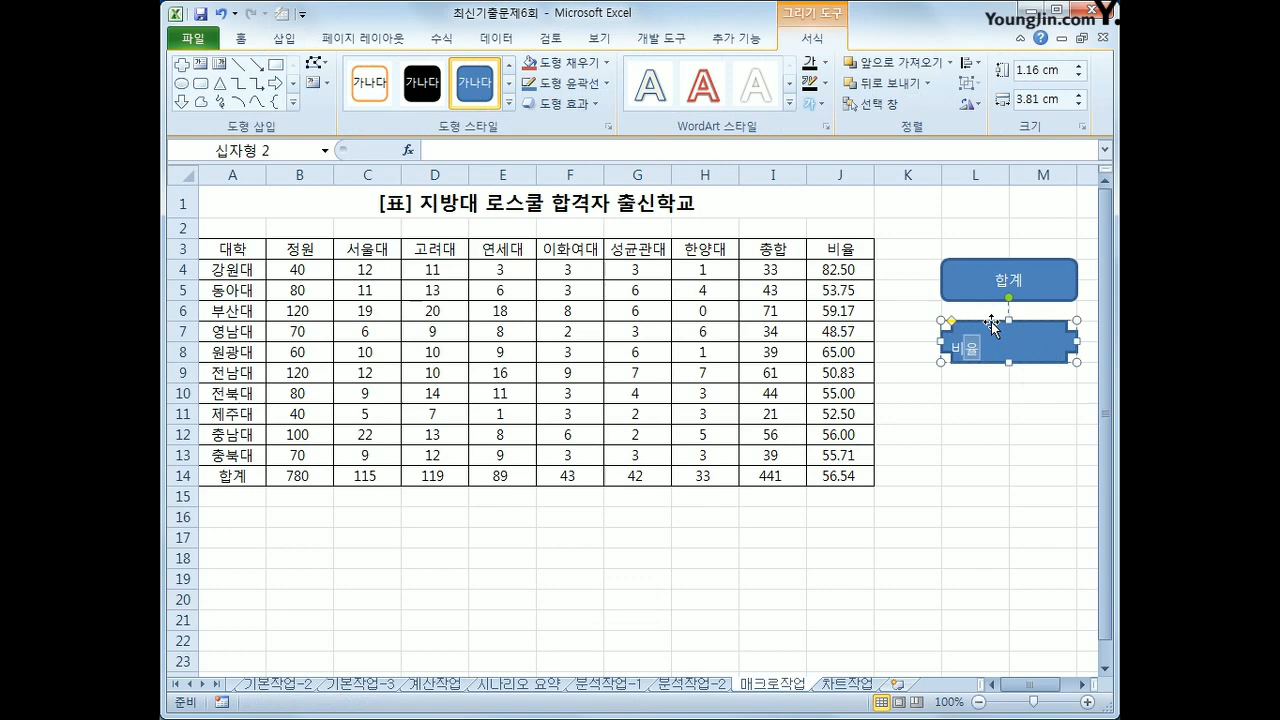 최신기출문제6회 - Microsoft Excel
그리기 도구
YoungJin.com Y.
파일 홈 삽입 페이지 레이아웃 수식 데이터 검토 보기 개발 도구 추가 기능 서식
가나다 가나다 가나다
도형 채우기
도형 윤곽선
도형 효과
가
가
앞으로 가져오기
뒤로 보내기
선택 창
1.16 cm
3.81 cm
도형 삽입 도형 스타일 WordArt 스타일 정렬 크기
십자형 2 fx
A B C D E F G H I J K L M
1 [표] 지방대 로스쿨 합격자 출신학교
2
3 대학 정원 서울대 고려대 연세대 이화여대 성균관대 한양대 총합 비율
4 강원대 40 12 11 3 3 3 1 33 82.50
5 동아대 80 11 13 6 3 6 4 43 53.75
6 부산대 120 19 20 18 8 6 0 71 59.17
7 영남대 70 6 9 8 2 3 6 34 48.57
8 원광대 60 10 10 9 3 6 1 39 65.00
9 전남대 120 12 10 16 9 7 7 61 50.83
10 전북대 80 9 14 11 3 4 3 44 55.00
11 제주대 40 5 7 1 3 2 3 21 52.50
12 충남대 100 22 13 8 6 2 5 56 56.00
13 충북대 70 9 12 9 3 3 3 39 55.71
14 합계 780 115 119 89 43 42 33 441 56.54
15
16
17
18
19
20
21
22
23
합계
비율
기본작업-2 기본작업-3 계산작업 시나리오 요약 분석작업-1 분석작업-2 매크로작업 차트작업
준비 100%